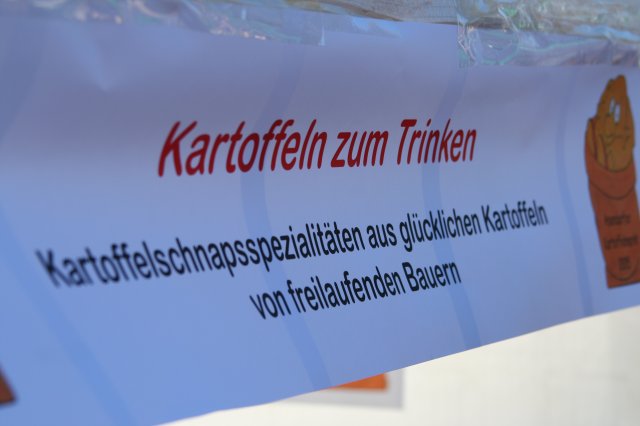 Kartoffeln zum Trinken
Kartoffelschnapsspezialitäten aus glücklichen Kartoffeln
von freilaufenden Bauern